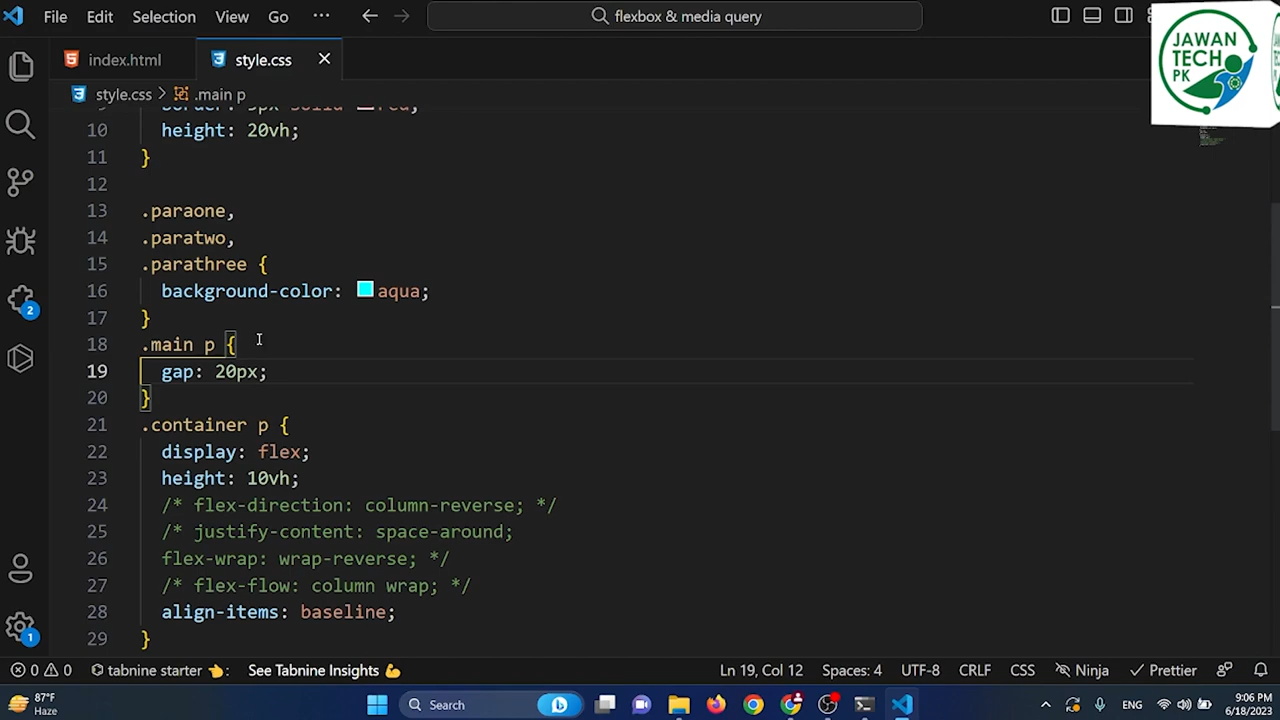 File Edit Selection View Go ··· flexbox & media query
JAWAN
TECH
PK
index.html style.css
style.css > .main p
10 height: 20vh;
11 }
12
13 .paraone,
14 .paratwo,
15 .parathree {
16 background-color: aqua;
17 }
18 .main p {
19 gap: 20px;
20 }
21 .container p {
22 display: flex;
23 height: 10vh;
24 /* flex-direction: column-reverse; */
25 /* justify-content: space-around;
26 flex-wrap: wrap-reverse; */
27 /* flex-flow: column wrap; */
28 align-items: baseline;
29 }
2
1
0 0 tabnine starter 👈: See Tabnine Insights 💪 Ln 19, Col 12 Spaces: 4 UTF-8 CRLF CSS Ninja Prettier
87°F
Haze
Search
ENG
9:06 PM
6/18/2023